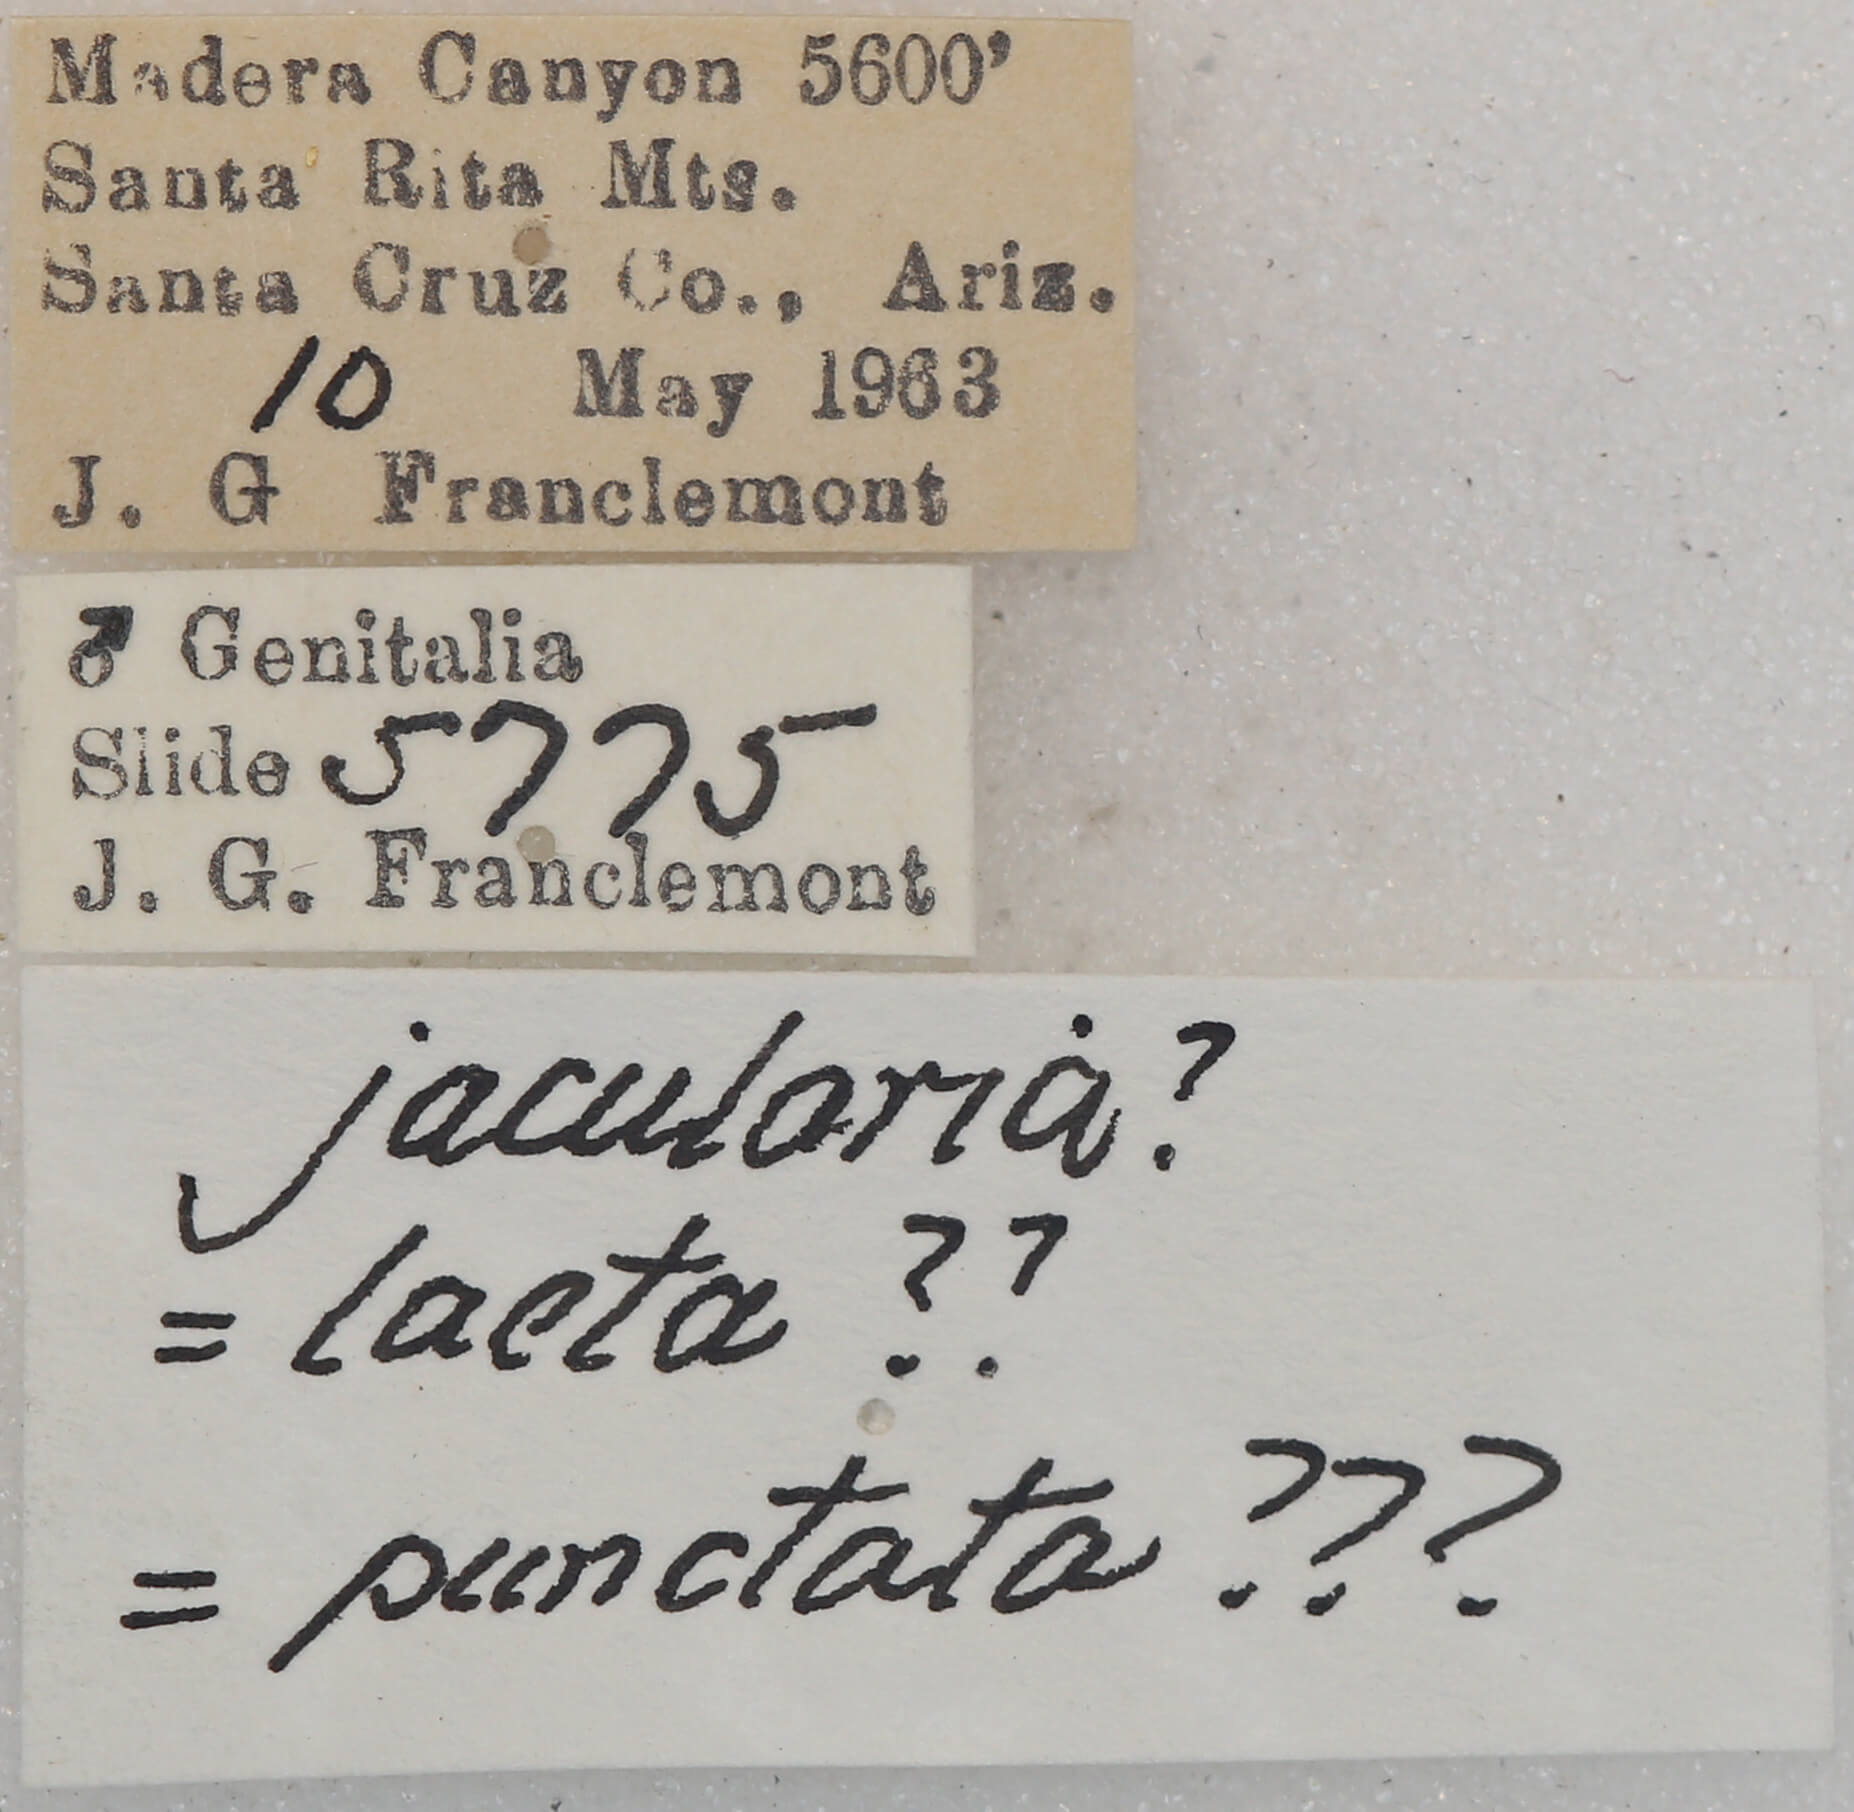 Madera Canyon 5600'
Santa Rita Mts.
Santa Cruz Co., Ariz.
10 May 1963
J. G Franclemont
♂ Genitalia
Slide 5775
J. G. Franclemont
jacularia?
= laeta ??
= punctata ???